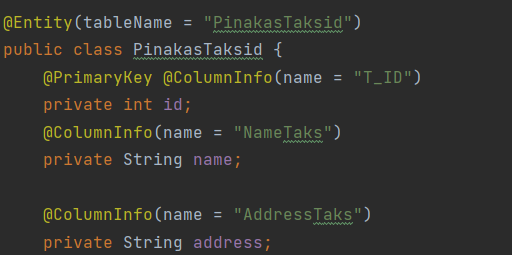 @Entity(tableName = "PinakasTaksid")
public class PinakasTaksid {
@PrimaryKey @ColumnInfo(name = "T_ID")
private int id;
@ColumnInfo(name = "NameTaks")
private String name;
@ColumnInfo(name = "AddressTaks")
private String address;